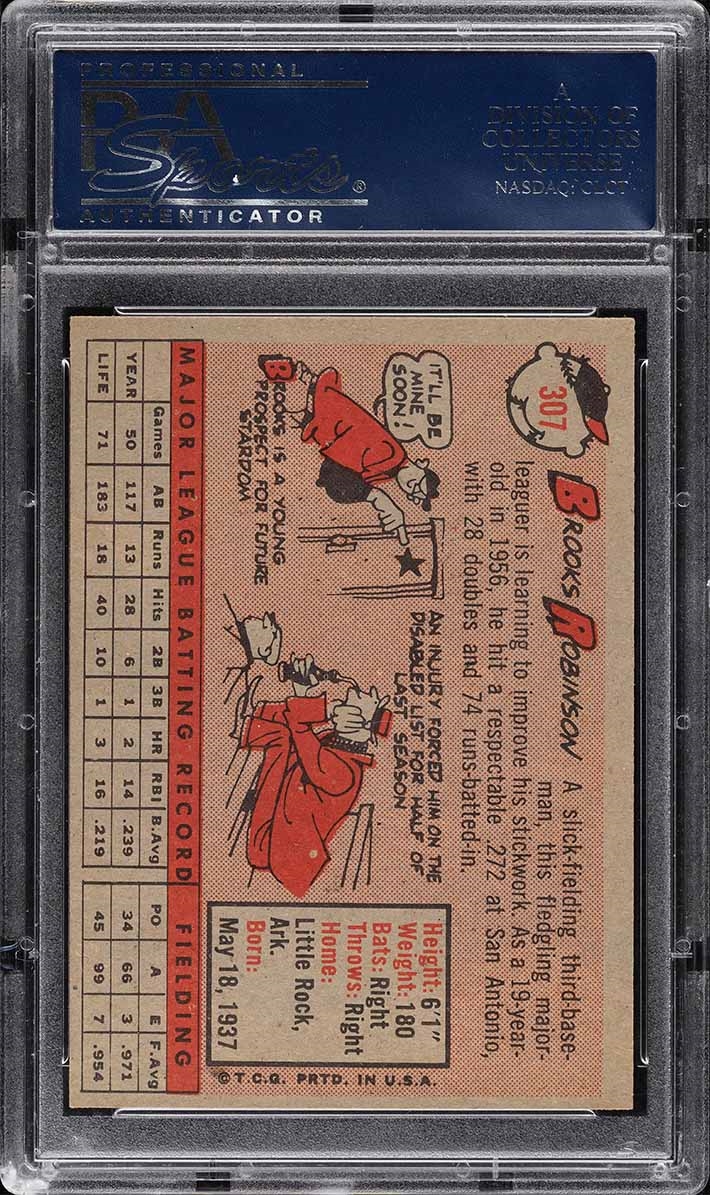 PROFESSIONAL
PSA
Sports®
AUTHENTICATOR
A
DIVISION OF
COLLECTORS
UNIVERSE
NASDAQ: CLCT
307
BROOKS ROBINSON
A slick-fielding third-base-
man, this fledgling major-
leaguer is learning to improve his stickwork. As a 19-year-
old in 1956, he hit a respectable .272 at San Antonio,
with 28 doubles and 74 runs-batted-in.
IT'LL BE
MINE
SOON!
BROOKS IS A YOUNG
PROSPECT FOR FUTURE
STARDOM
AN INJURY FORCED HIM ON THE
DISABLED LIST FOR HALF OF
LAST SEASON
Height: 6'1"
Weight: 180
Bats: Right
Throws: Right
Home:
Little Rock,
Ark.
Born:
May 18, 1937
© T.C.G. PRTD. IN U.S.A.
MAJOR LEAGUE BATTING RECORD FIELDING
Games AB Runs Hits 2B 3B HR RBI B.Avg PO A E F.Avg
YEAR 50 117 13 28 6 1 2 14 .239 34 66 3 .971
LIFE 71 183 18 40 10 1 3 16 .219 45 99 7 .954